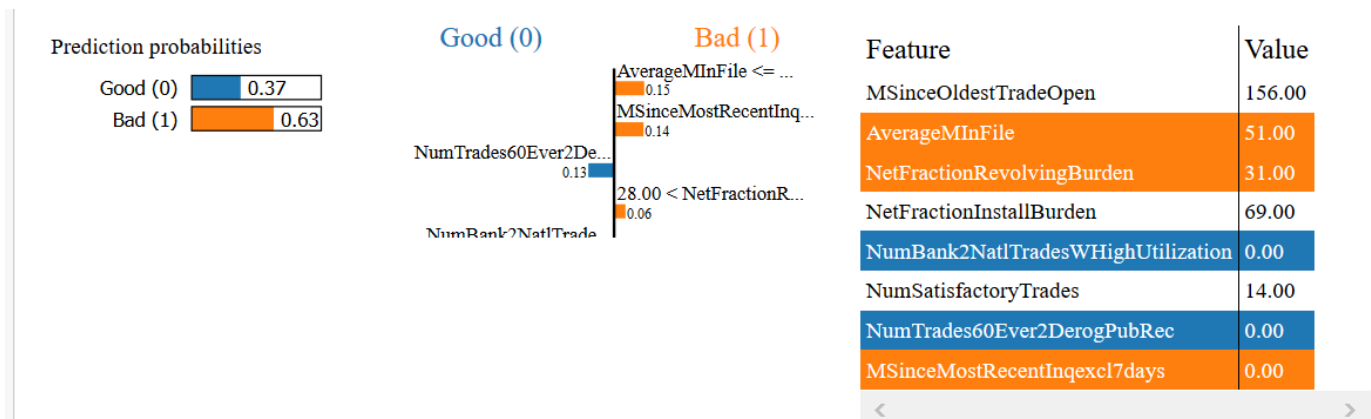 Prediction probabilities
Good (0) 0.37
Bad (1) 0.63
Good (0) Bad (1)
AverageMInFile <= ...
0.15
MSinceMostRecentInq...
0.14
NumTrades60Ever2De...
0.13
28.00 < NetFractionR...
0.06
NumBank2NatlTrade
Feature Value
MSinceOldestTradeOpen 156.00
AverageMInFile 51.00
NetFractionRevolvingBurden 31.00
NetFractionInstallBurden 69.00
NumBank2NatlTradesWHighUtilization 0.00
NumSatisfactoryTrades 14.00
NumTrades60Ever2DerogPubRec 0.00
MSinceMostRecentInqexcl7days 0.00